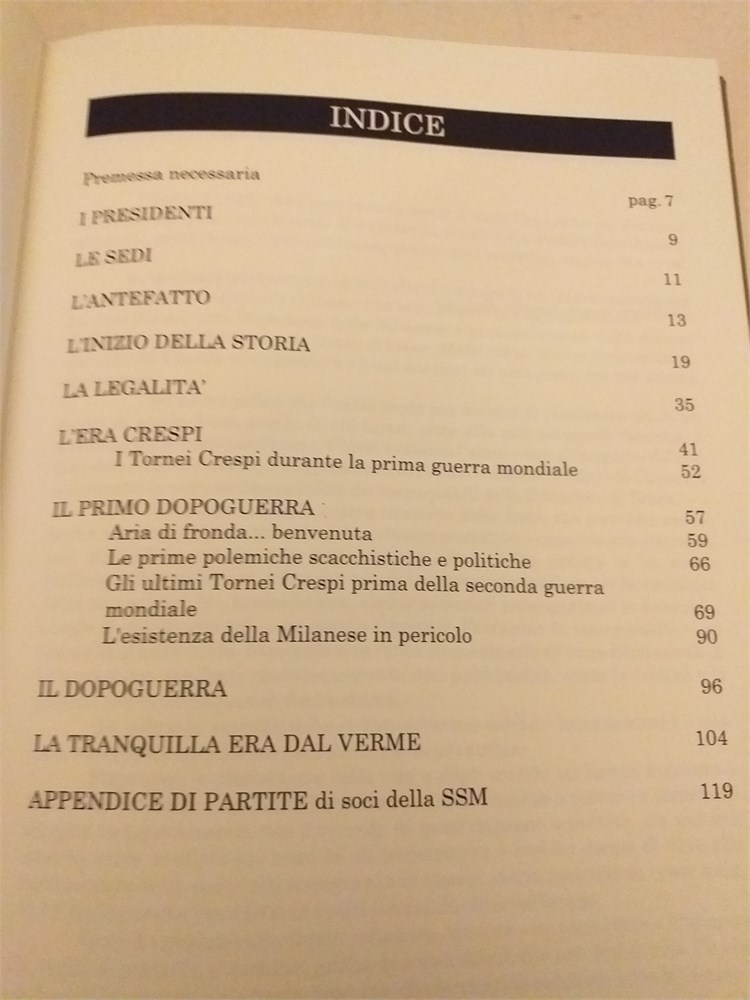 INDICE
Premessa necessaria pag. 7
I PRESIDENTI 9
LE SEDI 11
L'ANTEFATTO 13
L'INIZIO DELLA STORIA 19
LA LEGALITA' 35
L'ERA CRESPI 41
I Tornei Crespi durante la prima guerra mondiale 52
IL PRIMO DOPOGUERRA 57
Aria di fronda... benvenuta 59
Le prime polemiche scacchistiche e politiche 66
Gli ultimi Tornei Crespi prima della seconda guerra
mondiale 69
L'esistenza della Milanese in pericolo 90
IL DOPOGUERRA 96
LA TRANQUILLA ERA DAL VERME 104
APPENDICE DI PARTITE di soci della SSM 119